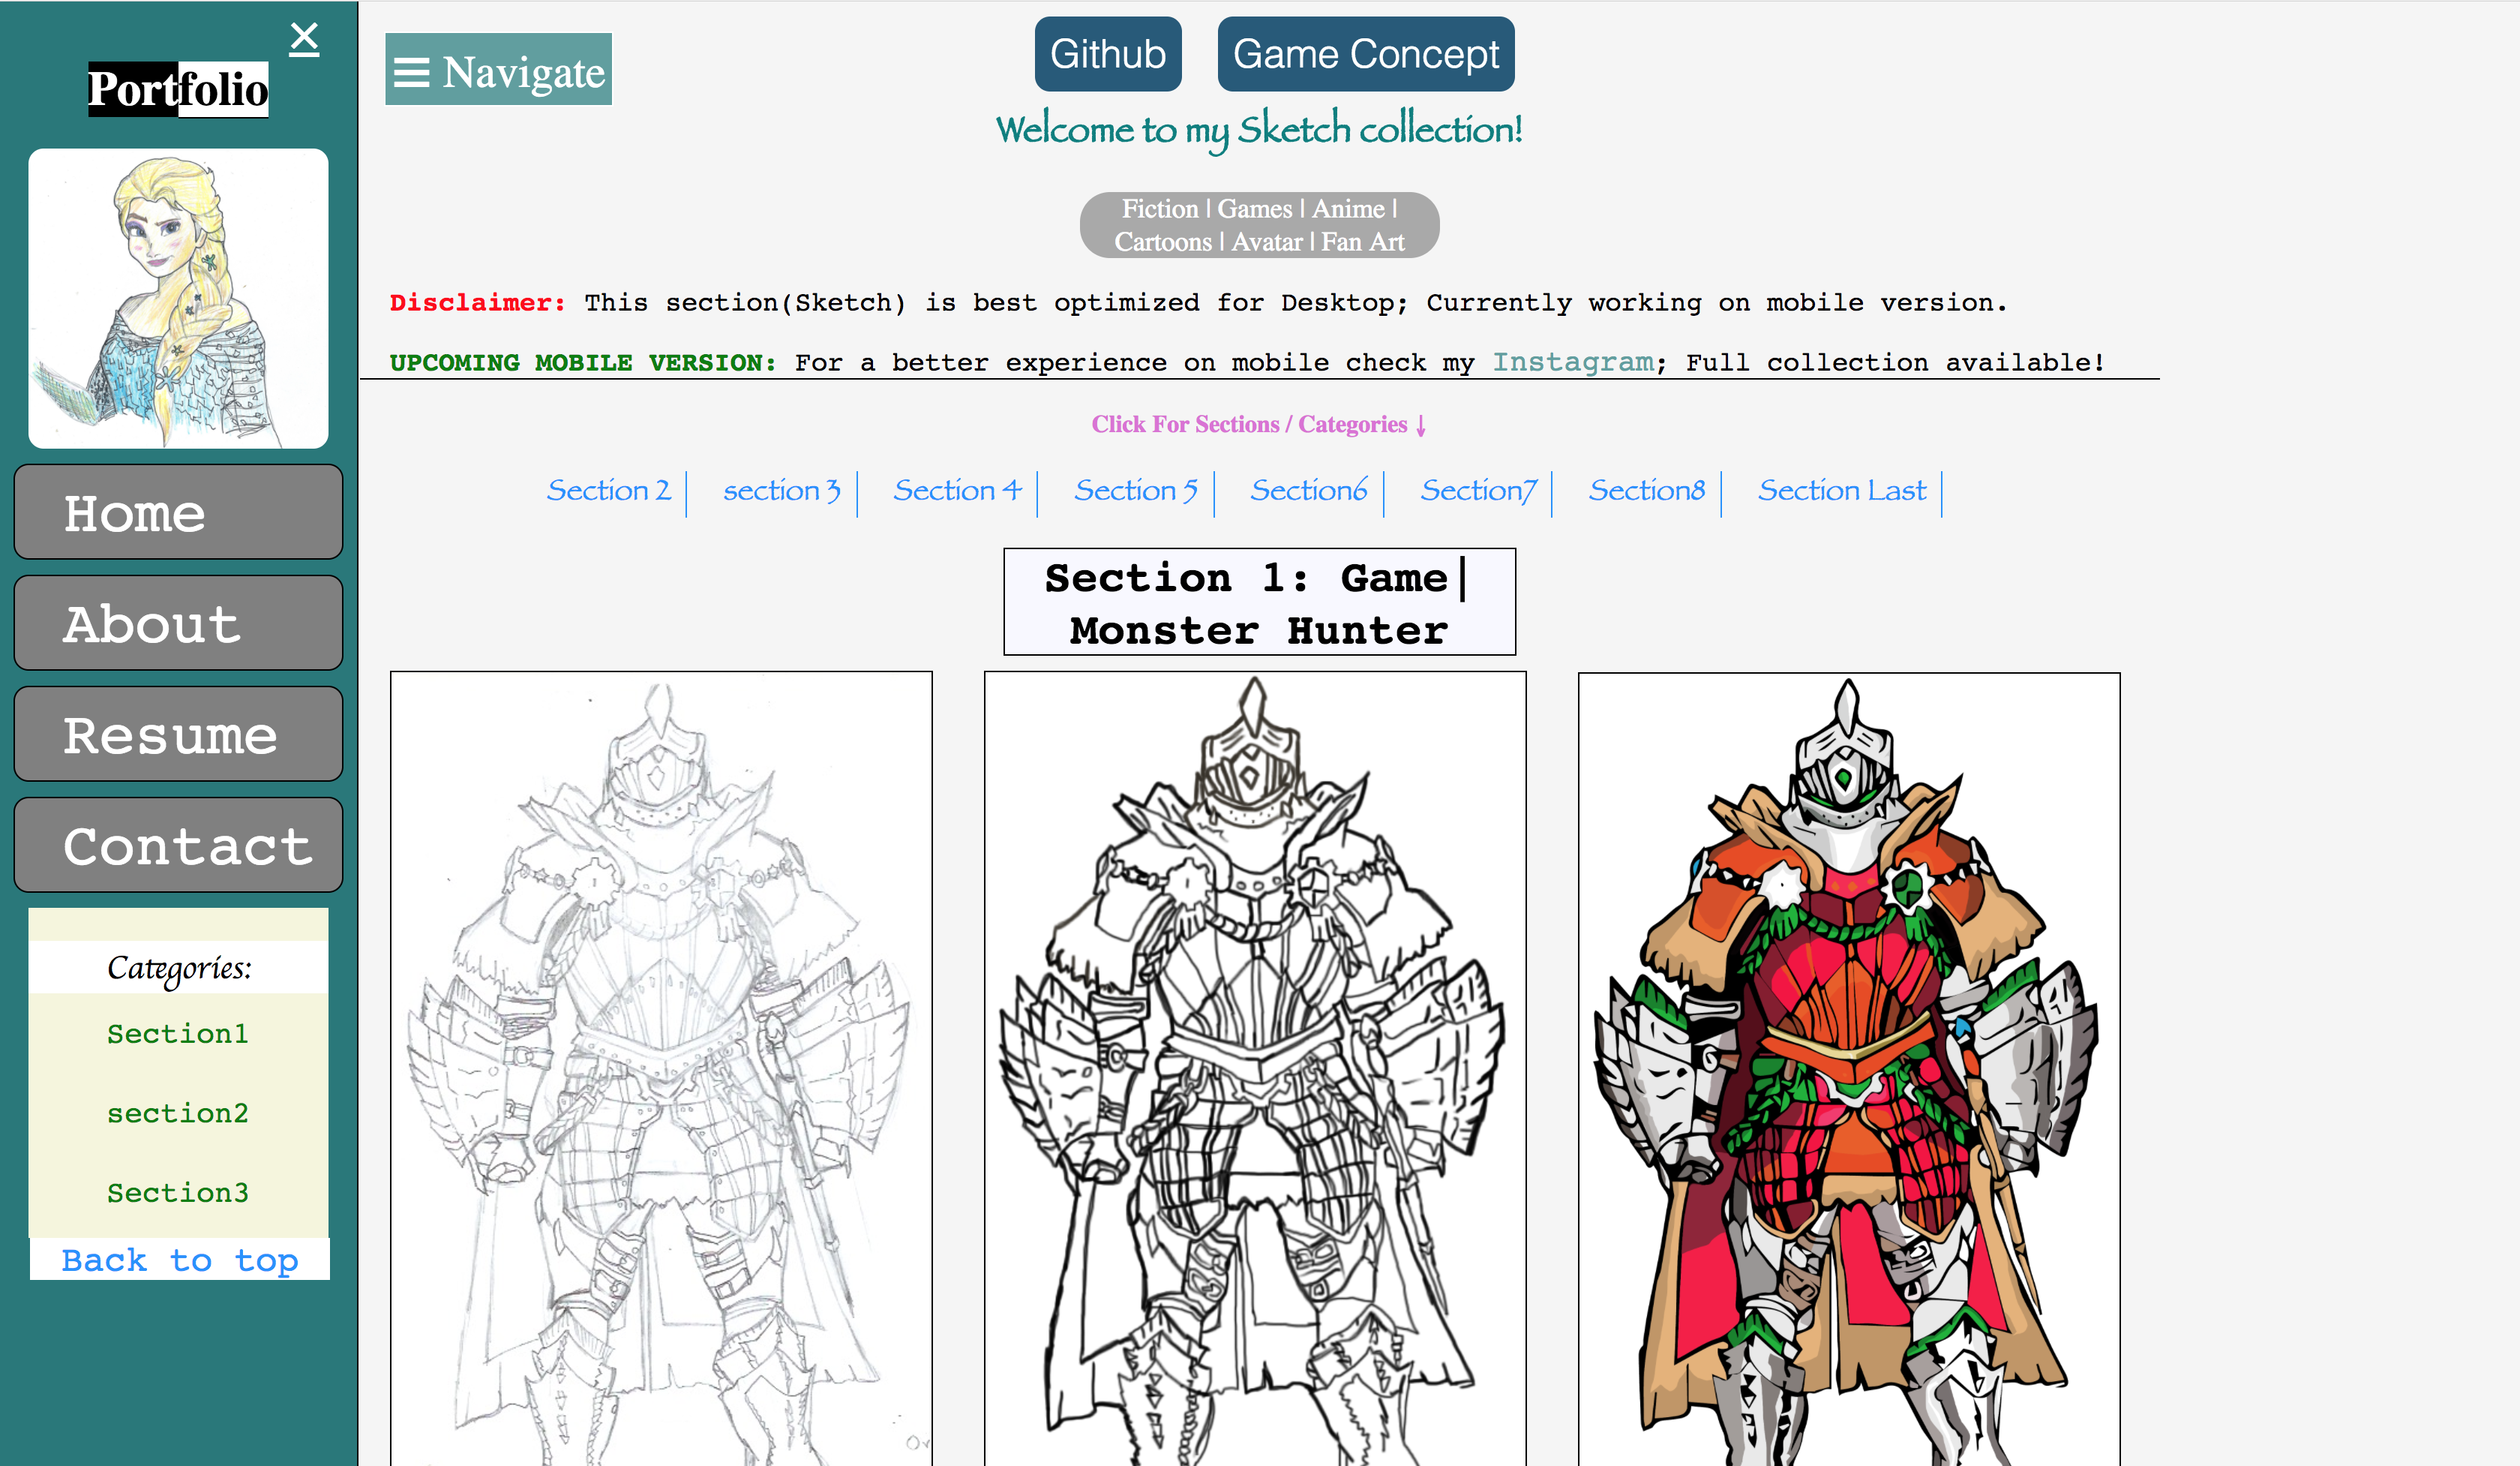 ×
Portfolio
Home
About
Resume
Contact
Categories:
Section1
section2
Section3
Back to top
☰ Navigate
Github
Game Concept
Welcome to my Sketch collection!
Fiction | Games | Anime |
Cartoons | Avatar | Fan Art
Disclaimer: This section(Sketch) is best optimized for Desktop; Currently working on mobile version.
UPCOMING MOBILE VERSION: For a better experience on mobile check my Instagram; Full collection available!
Click For Sections / Categories ↓
Section 2 | section 3 | Section 4 | Section 5 | Section6 | Section7 | Section8 | Section Last |
Section 1: Game|
Monster Hunter